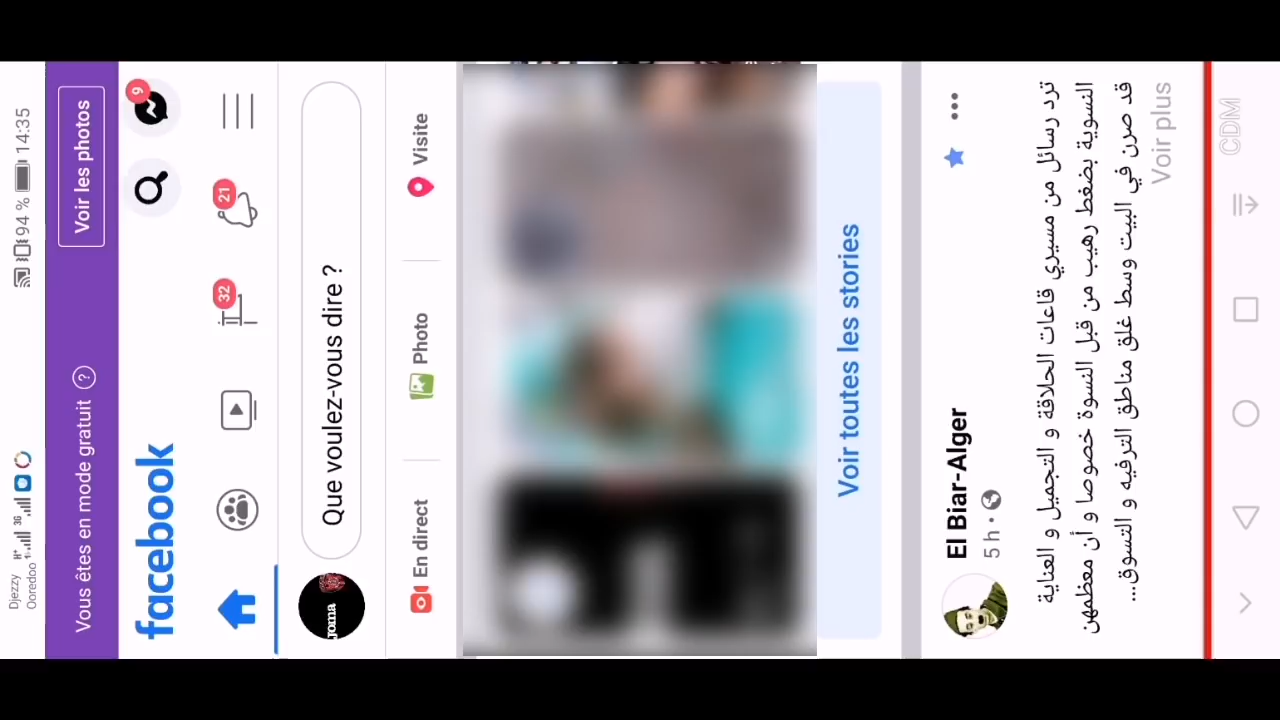 Djezzy H+ 3G 94 % 14:35
Ooredoo
Vous êtes en mode gratuit ? Voir les photos
facebook 9
32 21
joma Que voulez-vous dire ?
En direct Photo Visite
Voir toutes les stories
El Biar-Alger
5 h
ترد رسائل من مسيري قاعات الحلاقة و التجميل و العناية
النسوية بضغط رهيب من قبل النسوة خصوصا و أن معظمهن
قد صرن في البيت وسط غلق مناطق الترفيه و التسوق...
Voir plus
CDM